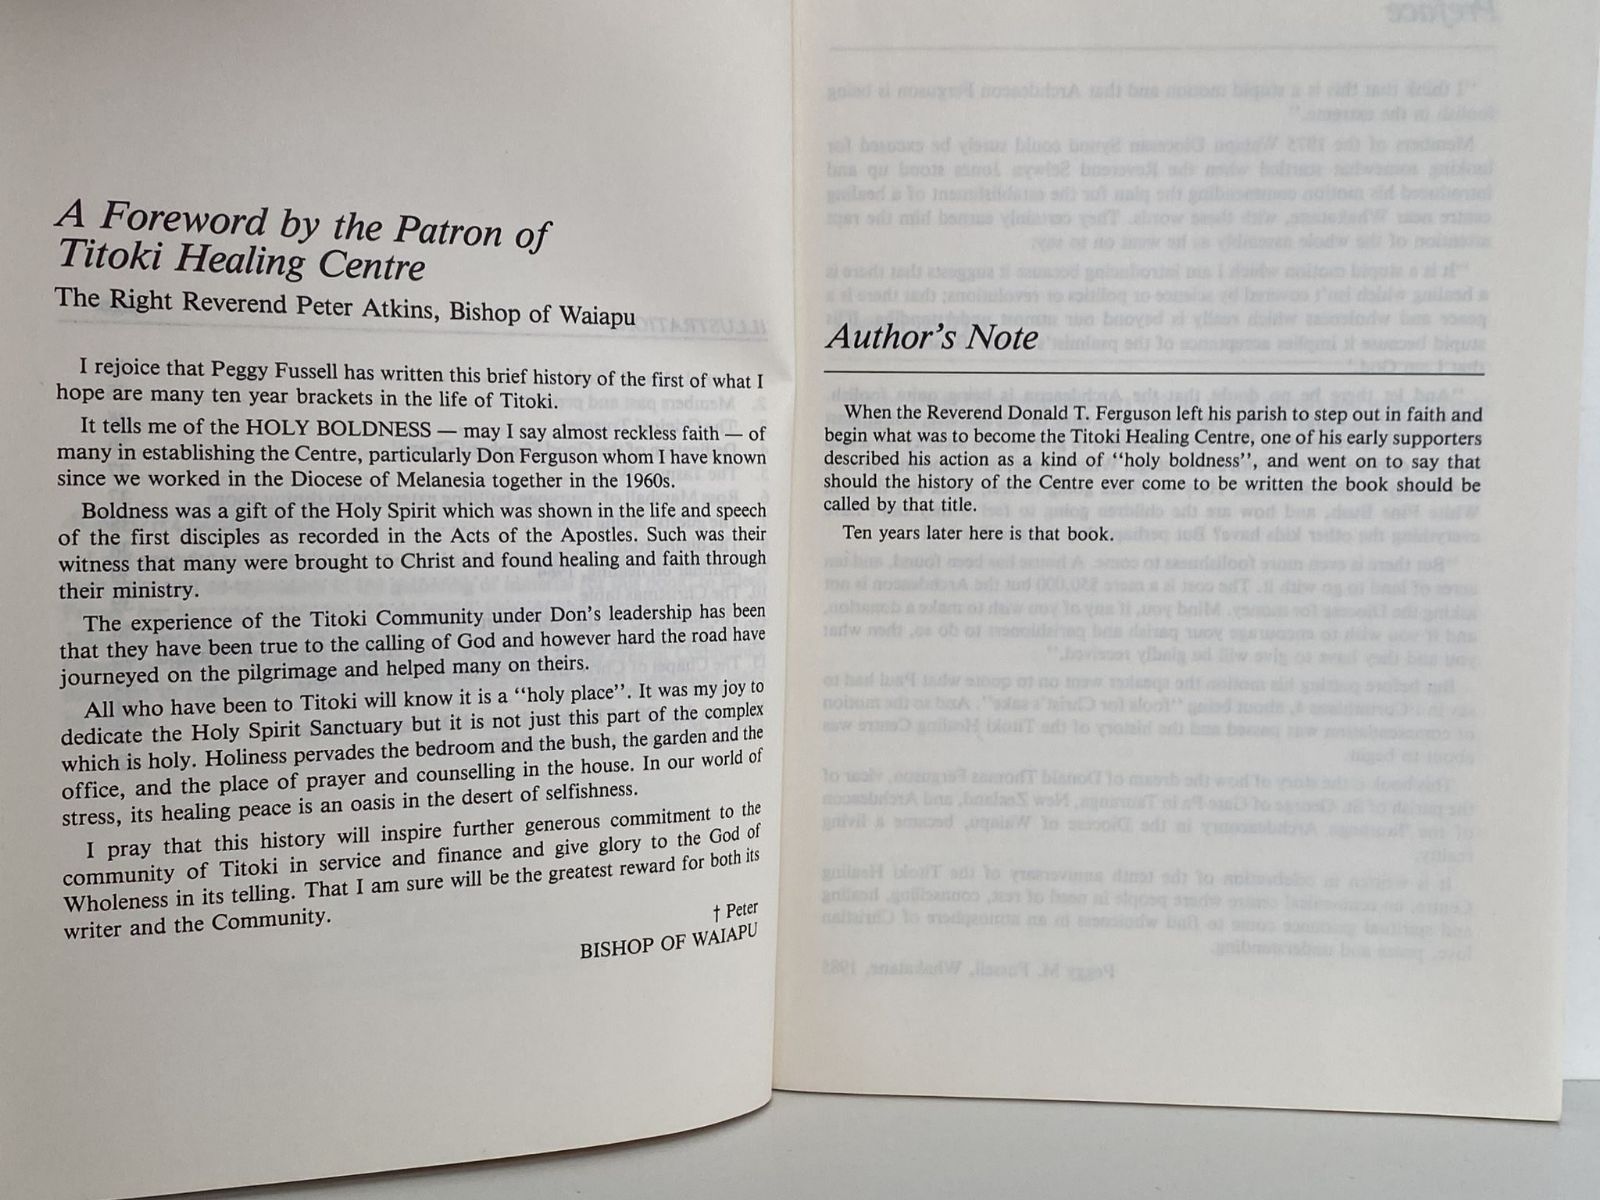 A Foreword by the Patron of
Titoki Healing Centre
The Right Reverend Peter Atkins, Bishop of Waiapu
I rejoice that Peggy Fussell has written this brief history of the first of what I
hope are many ten year brackets in the life of Titoki.
It tells me of the HOLY BOLDNESS — may I say almost reckless faith — of
many in establishing the Centre, particularly Don Ferguson whom I have known
since we worked in the Diocese of Melanesia together in the 1960s.
Boldness was a gift of the Holy Spirit which was shown in the life and speech
of the first disciples as recorded in the Acts of the Apostles. Such was their
witness that many were brought to Christ and found healing and faith through
their ministry.
The experience of the Titoki Community under Don's leadership has been
that they have been true to the calling of God and however hard the road have
journeyed on the pilgrimage and helped many on theirs.
All who have been to Titoki will know it is a "holy place". It was my joy to
dedicate the Holy Spirit Sanctuary but it is not just this part of the complex
which is holy. Holiness pervades the bedroom and the bush, the garden and the
office, and the place of prayer and counselling in the house. In our world of
stress, its healing peace is an oasis in the desert of selfishness.
I pray that this history will inspire further generous commitment to the
community of Titoki in service and finance and give glory to the God of
Wholeness in its telling. That I am sure will be the greatest reward for both its
writer and the Community.
† Peter
BISHOP OF WAIAPU
Author's Note
When the Reverend Donald T. Ferguson left his parish to step out in faith and
begin what was to become the Titoki Healing Centre, one of his early supporters
described his action as a kind of "holy boldness", and went on to say that
should the history of the Centre ever come to be written the book should be
called by that title.
Ten years later here is that book.